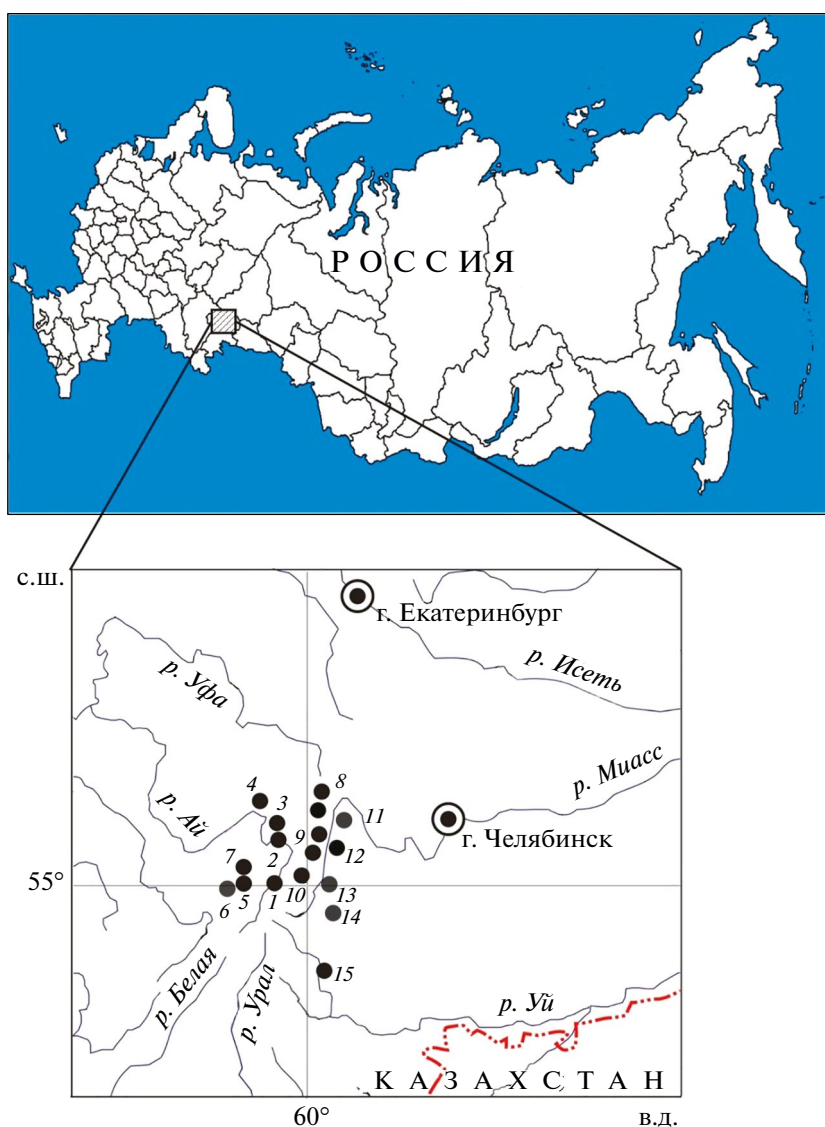 РОССИЯ
с.ш.
г. Екатеринбург
р. Исеть
р. Уфа
р. Миасс
4
8
3
11
р. Ай
9
г. Челябинск
2
12
7
55°
10
13
6
5
1
14
р. Белая
р. Урал
15
р. Уй
КАЗАХСТАН
60°
в.д.